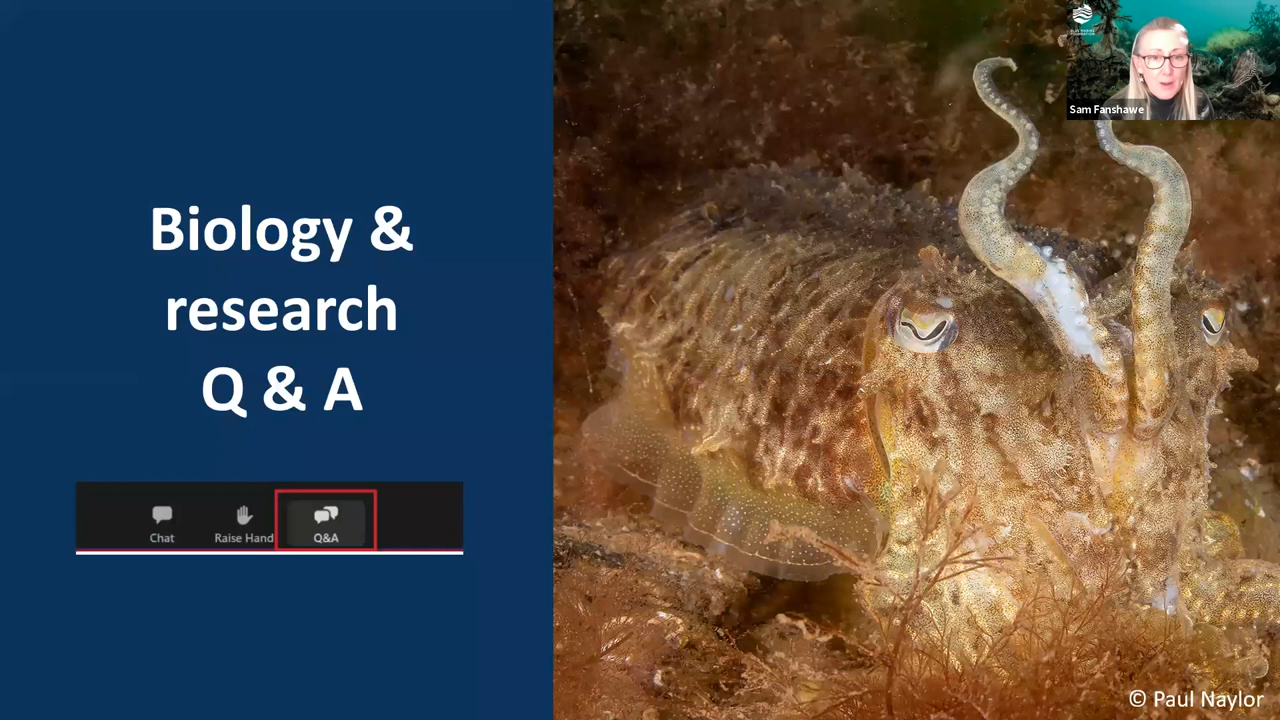 Biology &
research
Q & A
Chat
Raise Hand
Q&A
Sam Fanshawe
© Paul Naylor